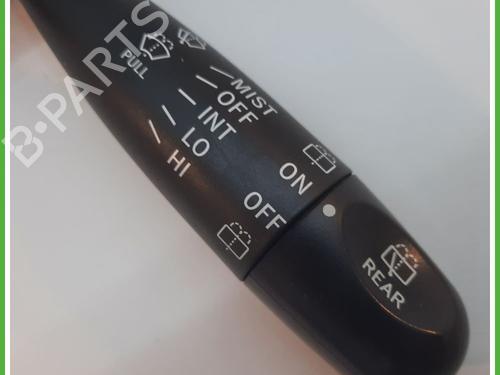 B-PARTS
PULL
MIST
OFF
INT
LO
HI
ON
OFF
REAR